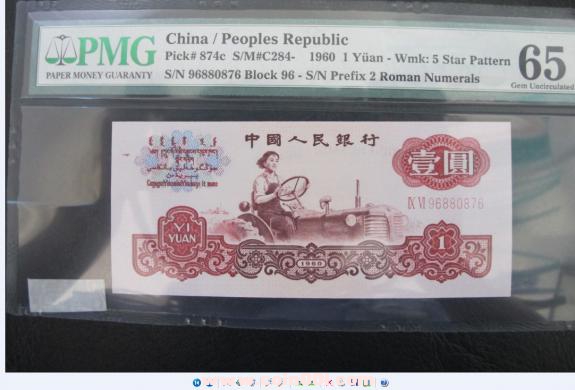 PMG
PAPER MONEY GUARANTY
China / Peoples Republic
Pick# 874c S/M#C284- 1960 1 Yüan - Wmk: 5 Star Pattern
S/N 96880876 Block 96 - S/N Prefix 2 Roman Numerals
65
Gem Uncirculated
中國人民銀行
壹圓
IX VI 96880876
YI
YUAN
1960
1